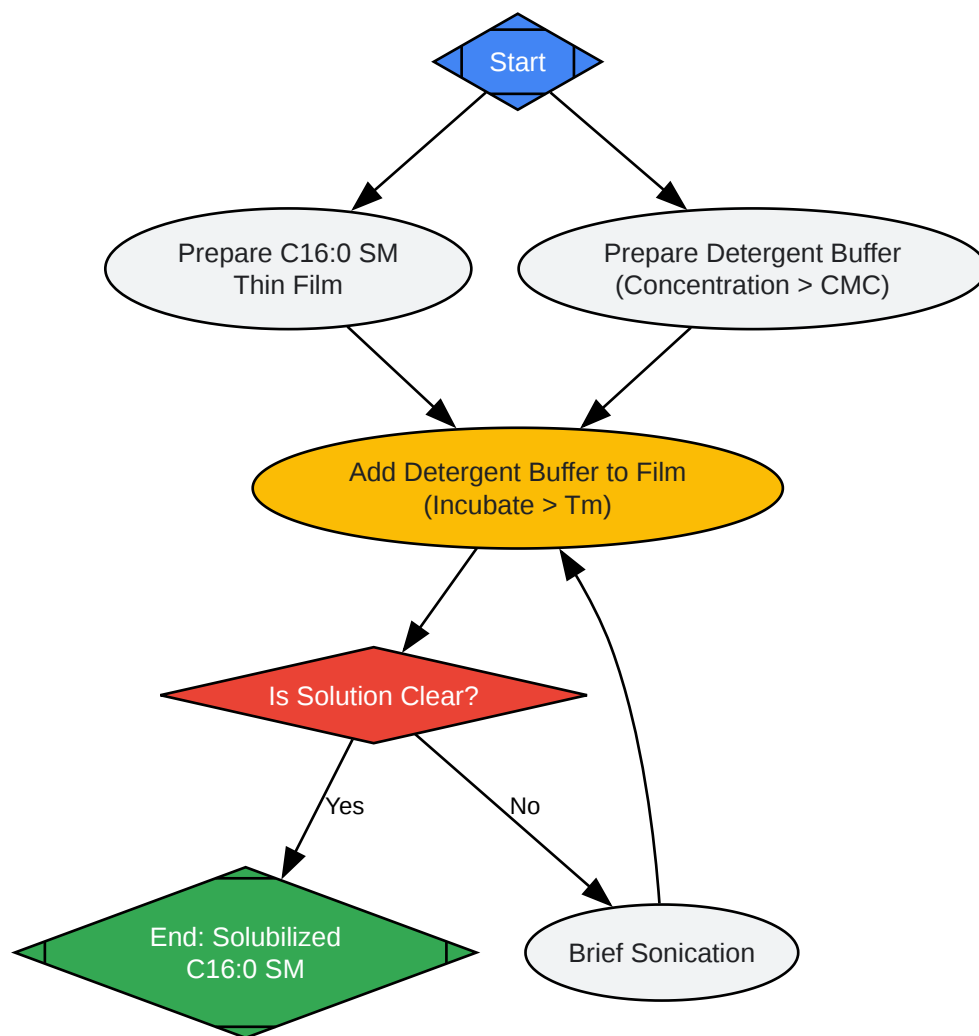 Start
Prepare C16:0 SM
Thin Film
Prepare Detergent Buffer
(Concentration > CMC)
Add Detergent Buffer to Film
(Incubate > Tm)
Is Solution Clear?
Yes
No
End: Solubilized
C16:0 SM
Brief Sonication